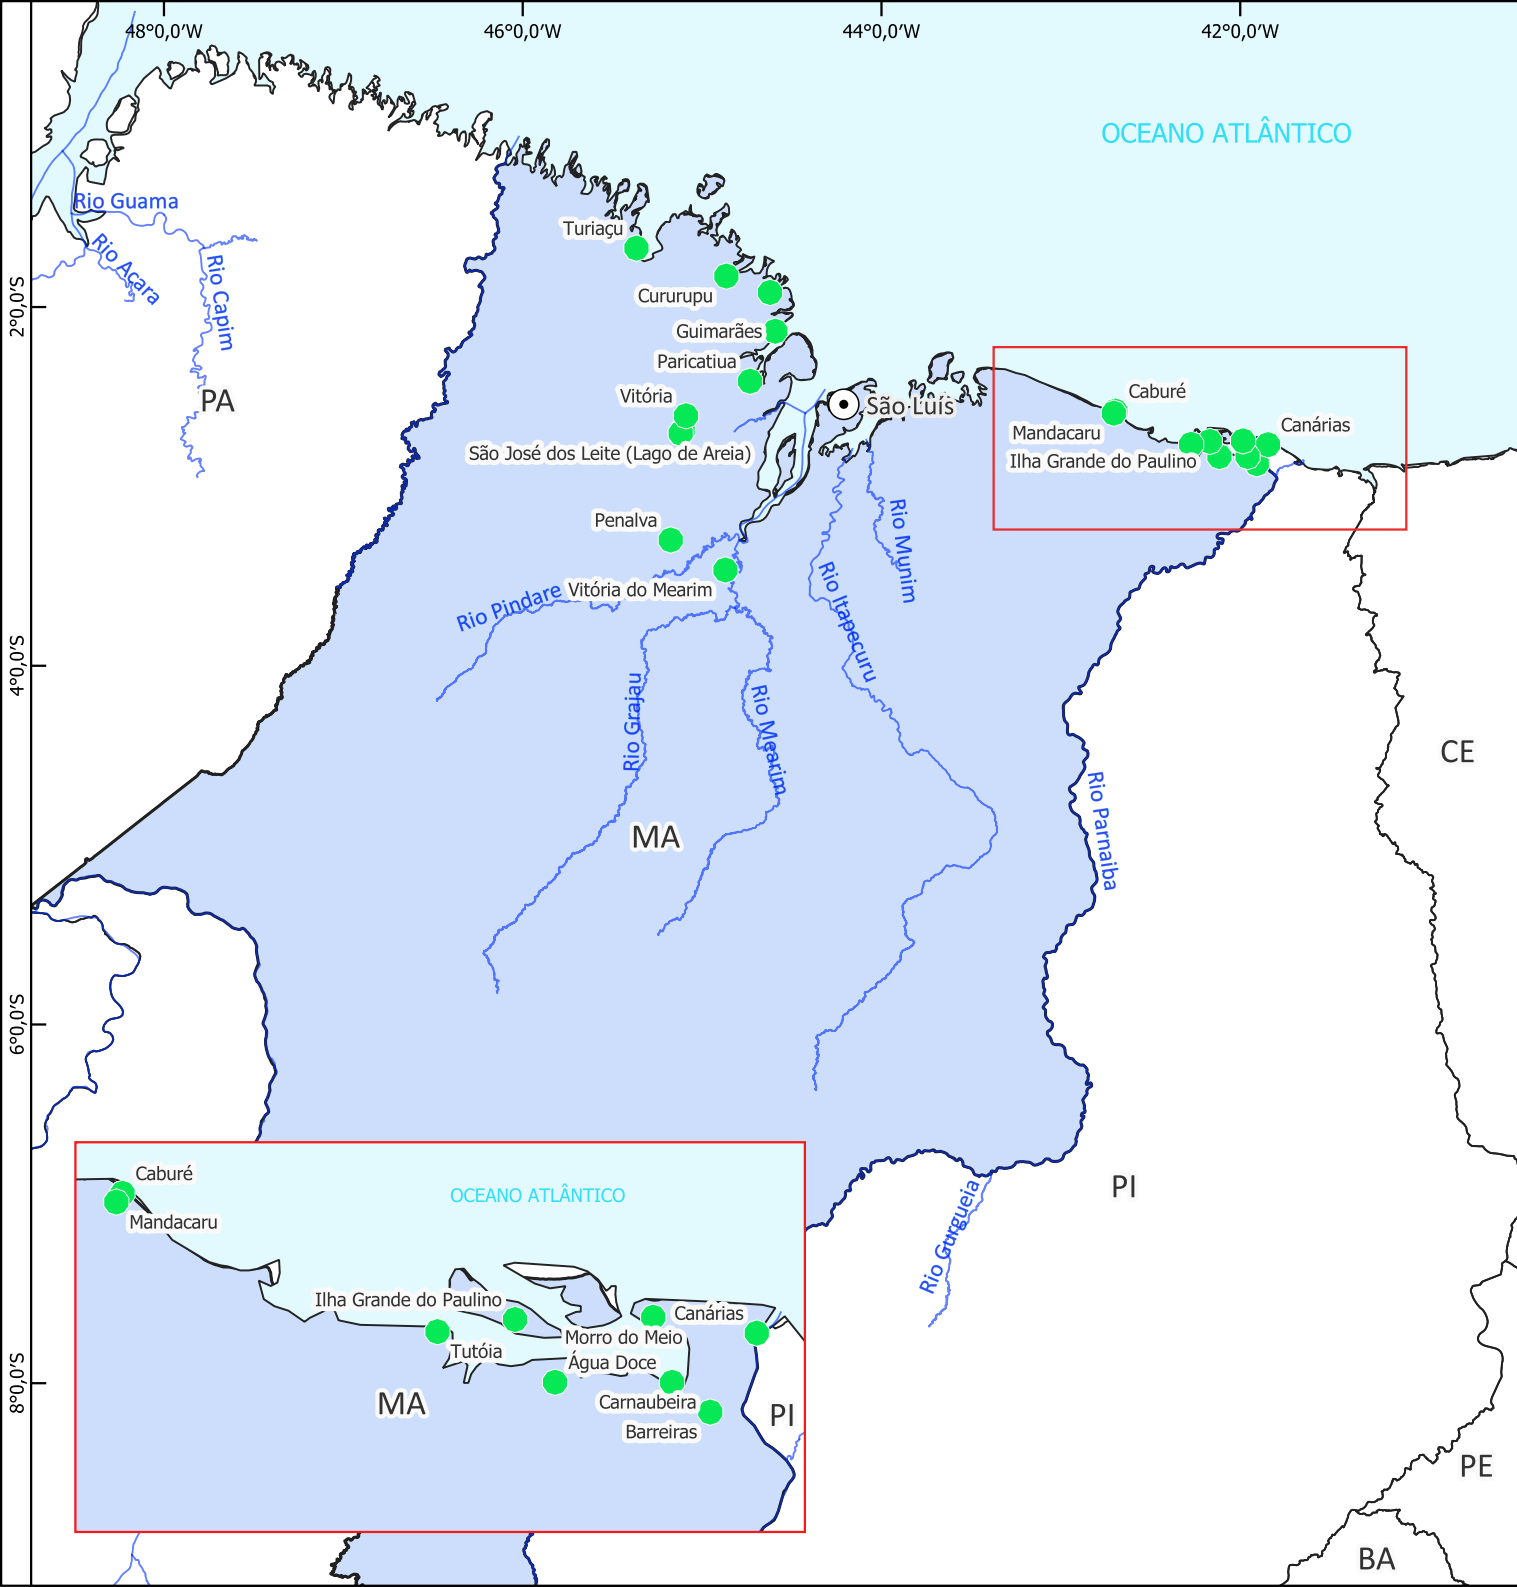 48°0,0′W
46°0,0′W
44°0,0′W
42°0,0′W
OCEANO ATLÂNTICO
Rio Guama
Turiaçu
Rio Acara
Rio Capim
2°0,0′S
Cururupu
Guimarães
Paricatiua
PA
Vitória
São Luís
Caburé
Mandacaru
Canárias
São José dos Leite (Lago de Areia)
Ilha Grande do Paulino
Penalva
Rio Munim
Vitória do Mearim
Rio Pindare
Rio Itapecuru
4°0,0′S
Rio Grajau
Rio Mearim
CE
Rio Parnaiba
MA
6°0,0′S
PI
Rio Gurgueia
Caburé
Mandacaru
OCEANO ATLÂNTICO
Ilha Grande do Paulino
Canárias
Morro do Meio
Tutóia
Água Doce
8°0,0′S
MA
Carnaubeira
PI
Barreiras
PE
BA